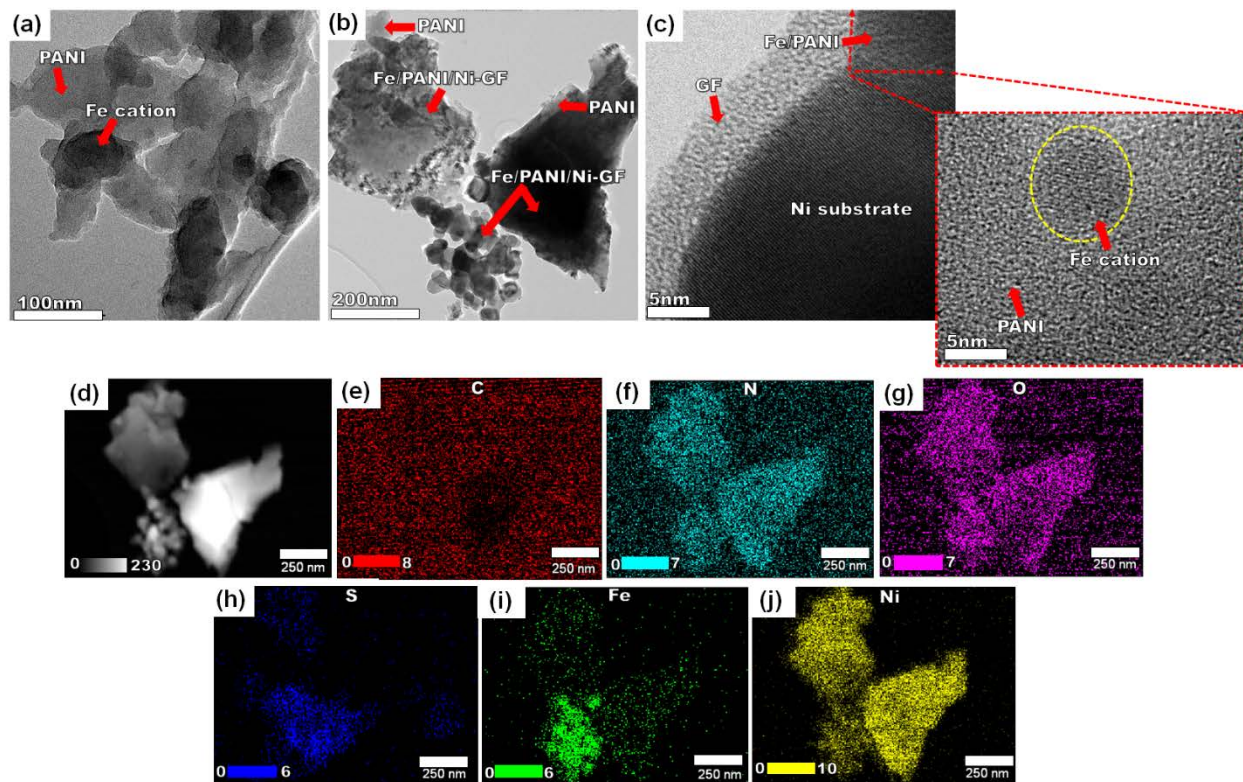 (a)
PANI
Fe cation
100nm
(b)
PANI
Fe/PANI/Ni-GF
PANI
Fe/PANI/Ni-GF
200nm
(c)
Fe/PANI
GF
Ni substrate
5nm
Fe cation
PANI
5nm
(d)
0 230
250 nm
(e)
C
0 8
250 nm
(f)
N
0 7
250 nm
(g)
O
0 7
250 nm
(h)
S
0 6
250 nm
(i)
Fe
0 6
250 nm
(j)
Ni
0 10
250 nm